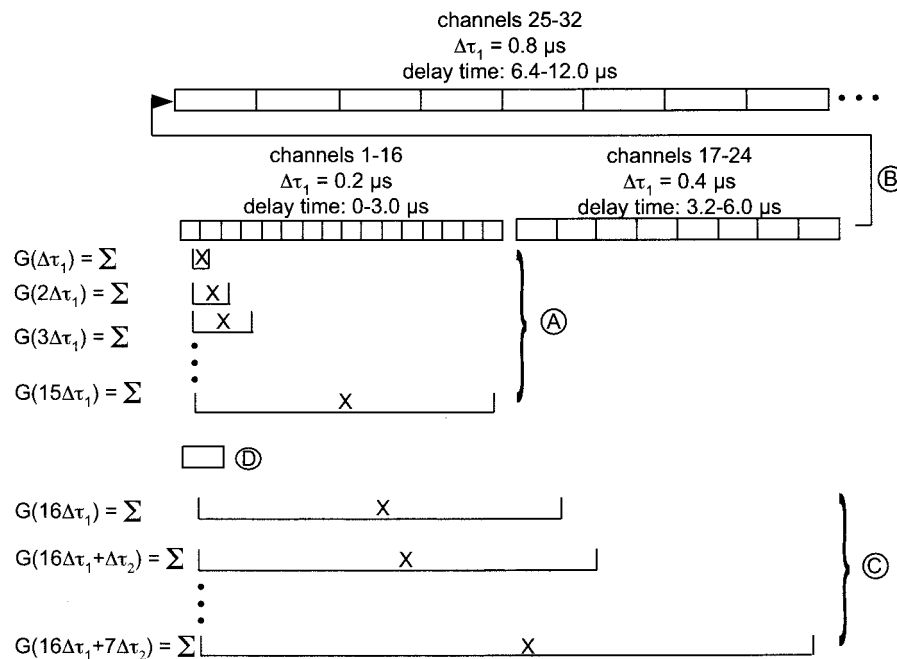 channels 25-32
Δτ₁ = 0.8 µs
delay time: 6.4-12.0 µs
channels 1-16
Δτ₁ = 0.2 µs
delay time: 0-3.0 µs
channels 17-24
Δτ₁ = 0.4 µs
delay time: 3.2-6.0 µs
B
G(Δτ₁) = Σ X
G(2Δτ₁) = Σ X
G(3Δτ₁) = Σ X
A
G(15Δτ₁) = Σ X
D
G(16Δτ₁) = Σ X
G(16Δτ₁+Δτ₂) = Σ X
C
G(16Δτ₁+7Δτ₂) = Σ X